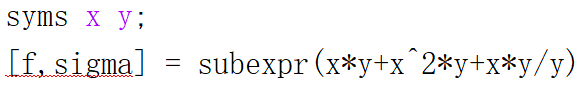 syms x y;
[f,sigma] = subexpr(x*y+x^2*y+x*y/y)